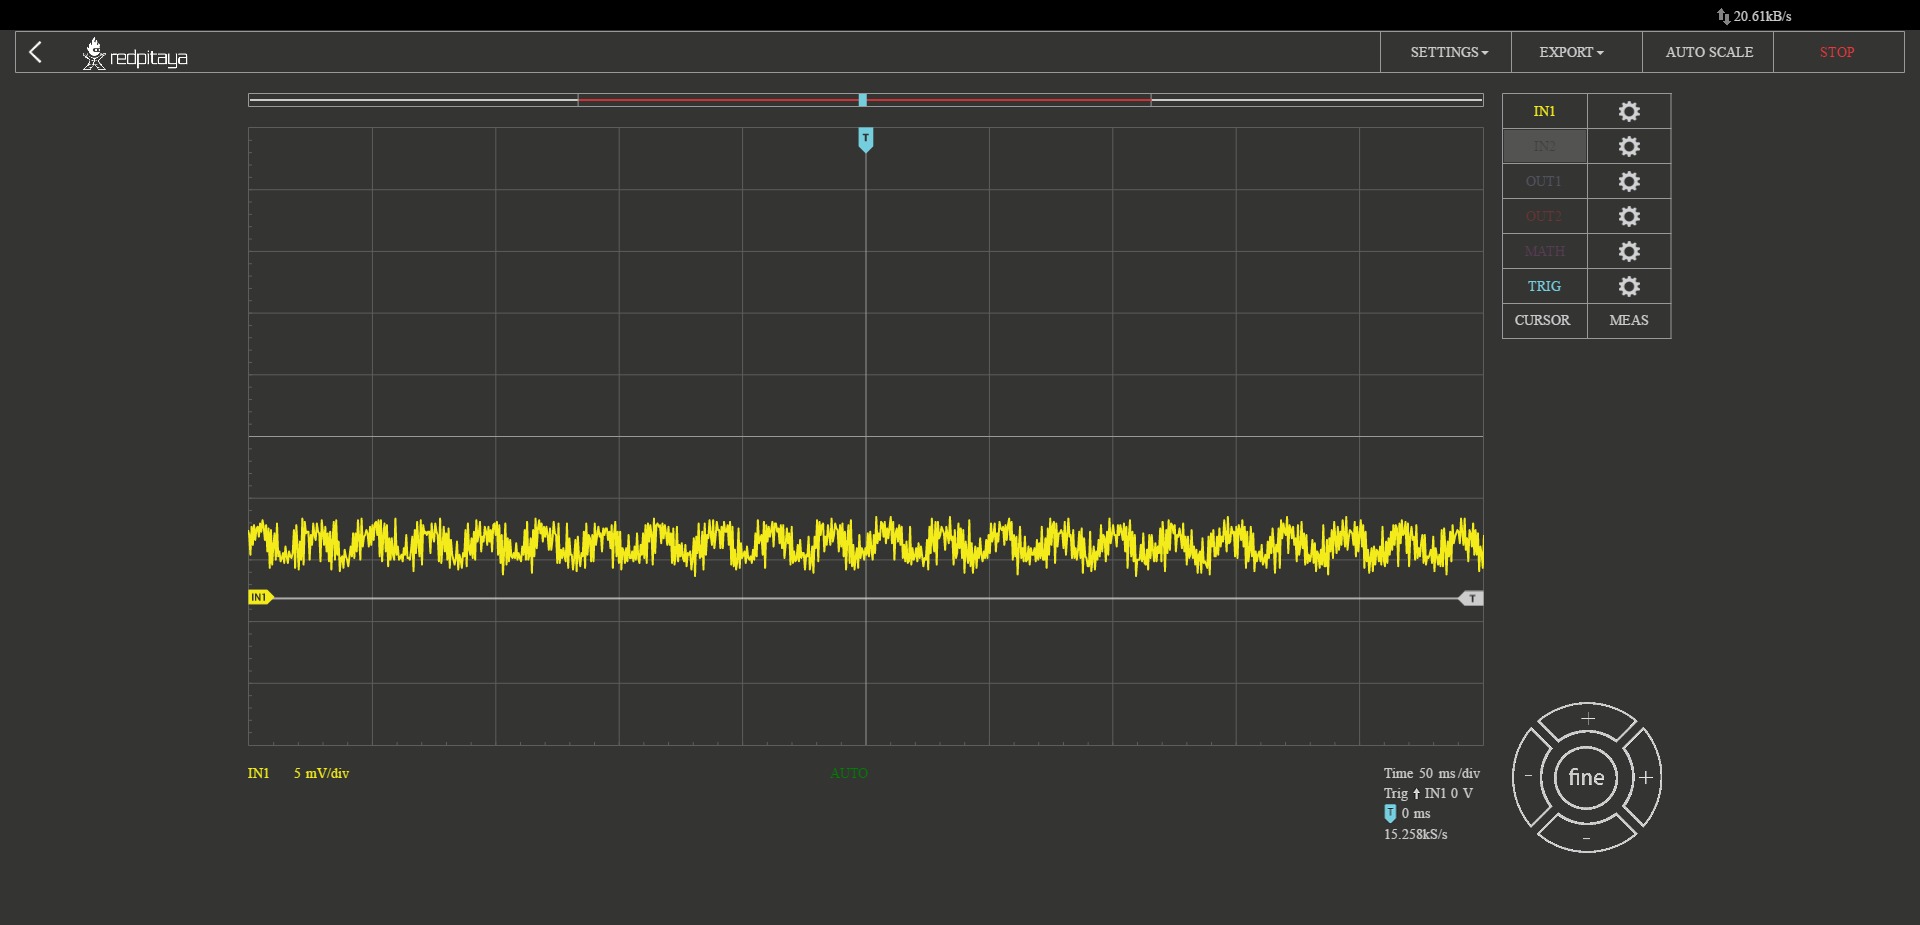 20.61kB/s
redpitaya
SETTINGS
EXPORT
AUTO SCALE
STOP
T
IN1
IN2
OUT1
OUT2
MATH
TRIG
CURSOR MEAS
IN1
T
IN1 5 mV/div
AUTO
Time 50 ms/div
Trig IN1 0 V
T 0 ms
15.258kS/s
+
-
fine
+
-